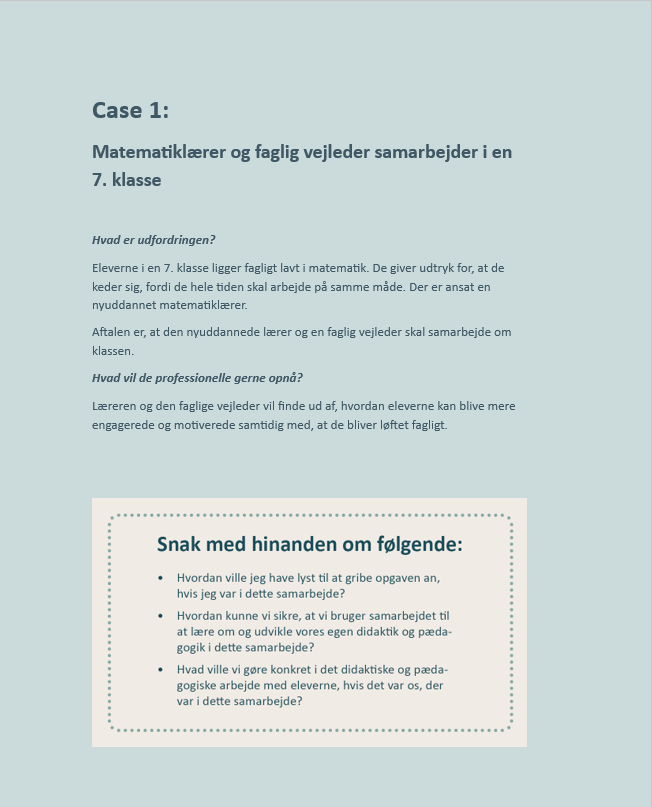 Case 1:
Matematiklærer og faglig vejleder samarbejder i en
7. klasse
Hvad er udfordringen?
Eleverne i en 7. klasse ligger fagligt lavt i matematik. De giver udtryk for, at de
keder sig, fordi de hele tiden skal arbejde på samme måde. Der er ansat en
nyuddannet matematiklærer.
Aftalen er, at den nyuddannede lærer og en faglig vejleder skal samarbejde om
klassen.
Hvad vil de professionelle gerne opnå?
Læreren og den faglige vejleder vil finde ud af, hvordan eleverne kan blive mere
engagerede og motiverede samtidig med, at de bliver løftet fagligt.
Snak med hinanden om følgende:
• Hvordan ville jeg have lyst til at gribe opgaven an,
hvis jeg var i dette samarbejde?
• Hvordan kunne vi sikre, at vi bruger samarbejdet til
at lære om og udvikle vores egen didaktik og pæda-
gogik i dette samarbejde?
• Hvad ville vi gøre konkret i det didaktiske og pæda-
gogiske arbejde med eleverne, hvis det var os, der
var i dette samarbejde?